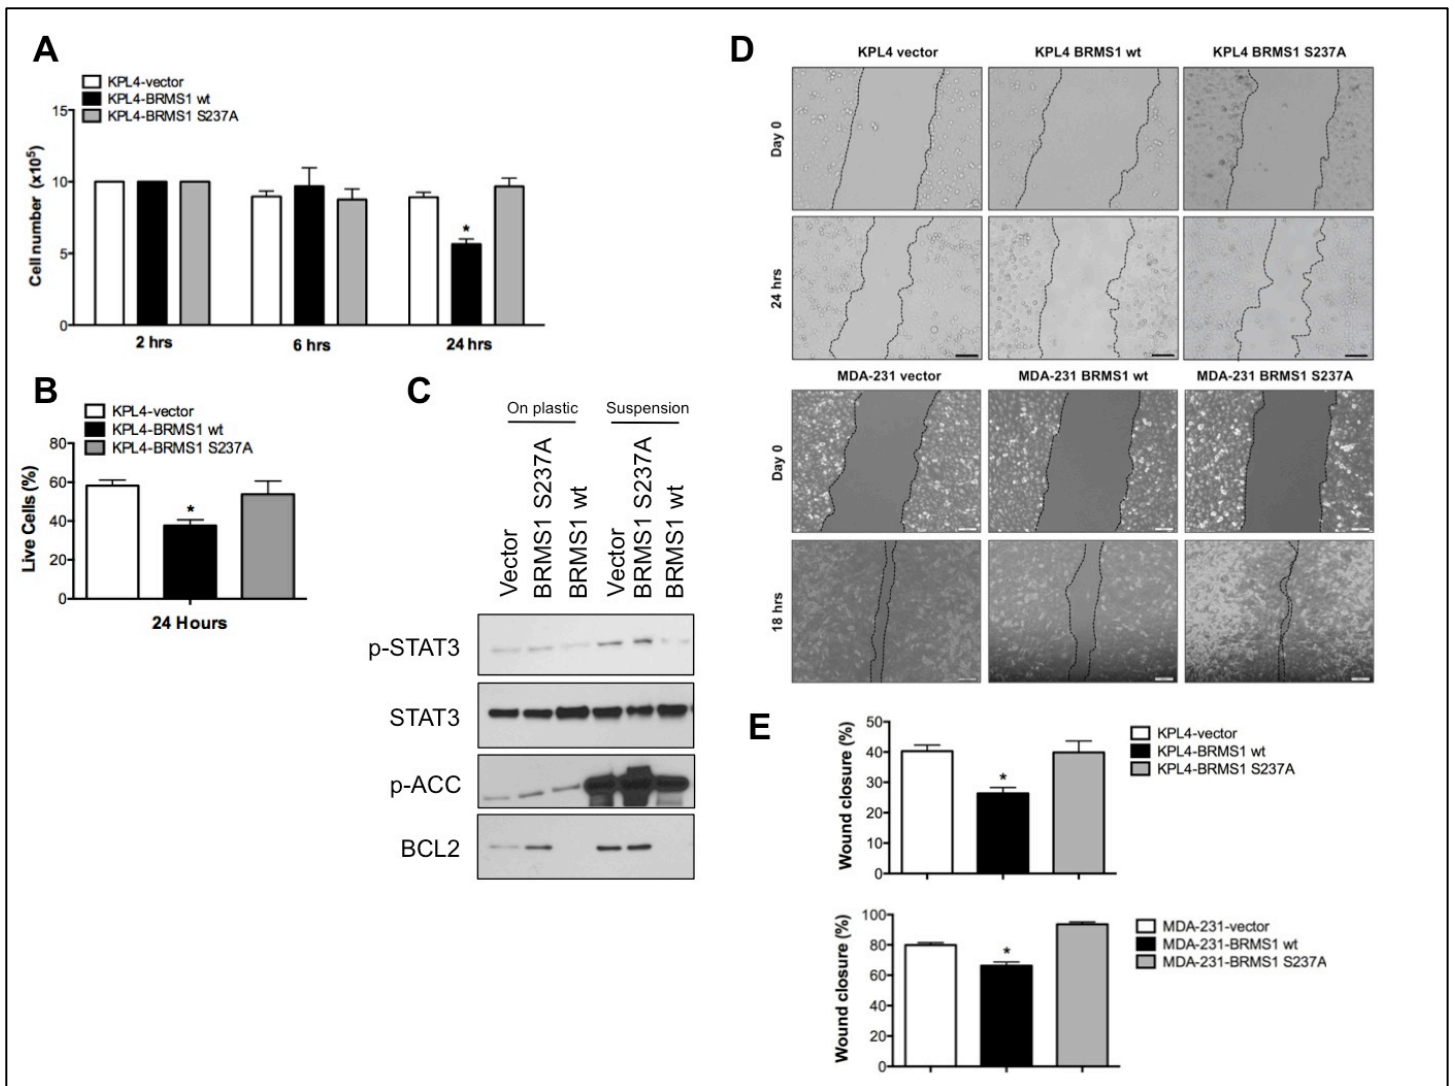 A
KPL4-vector
KPL4-BRMS1 wt
KPL4-BRMS1 S237A
Cell number (x10⁵)
15
10
5
0
2 hrs
6 hrs
24 hrs
*
B
KPL4-vector
KPL4-BRMS1 wt
KPL4-BRMS1 S237A
Live Cells (%)
80
60
40
20
0
*
24 Hours
C
On plastic
Suspension
Vector
BRMS1 S237A
BRMS1 wt
Vector
BRMS1 S237A
BRMS1 wt
p-STAT3
STAT3
p-ACC
BCL2
D
KPL4 vector
KPL4 BRMS1 wt
KPL4 BRMS1 S237A
Day 0
24 hrs
MDA-231 vector
MDA-231 BRMS1 wt
MDA-231 BRMS1 S237A
Day 0
18 hrs
E
Wound closure (%)
50
40
30
20
10
0
*
KPL4-vector
KPL4-BRMS1 wt
KPL4-BRMS1 S237A
Wound closure (%)
100
80
60
40
20
0
*
MDA-231-vector
MDA-231-BRMS1 wt
MDA-231-BRMS1 S237A